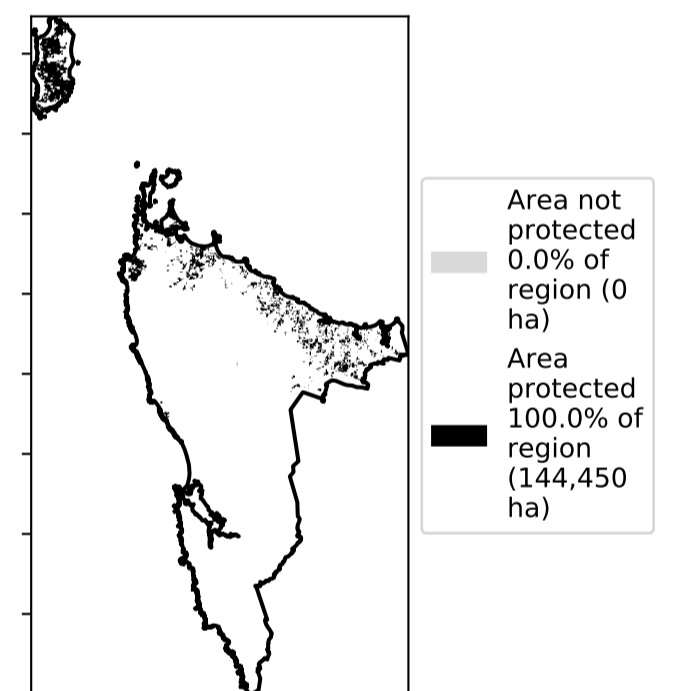 Area not
protected
0.0% of
region (0
ha)
Area
protected
100.0% of
region
(144,450
ha)